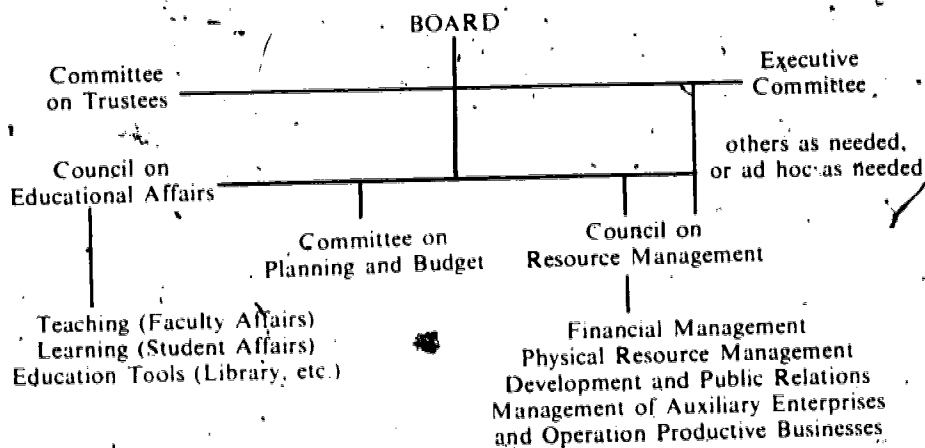 BOARD
Committee
on Trustees
Executive
Committee
others as needed,
or ad hoc as needed
Council on
Educational Affairs
Committee on
Planning and Budget
Council on
Resource Management
Teaching (Faculty Affairs)
Learning (Student Affairs)
Education Tools (Library, etc.)
Financial Management
Physical Resource Management
Development and Public Relations
Management of Auxiliary Enterprises
and Operation Productive Businesses